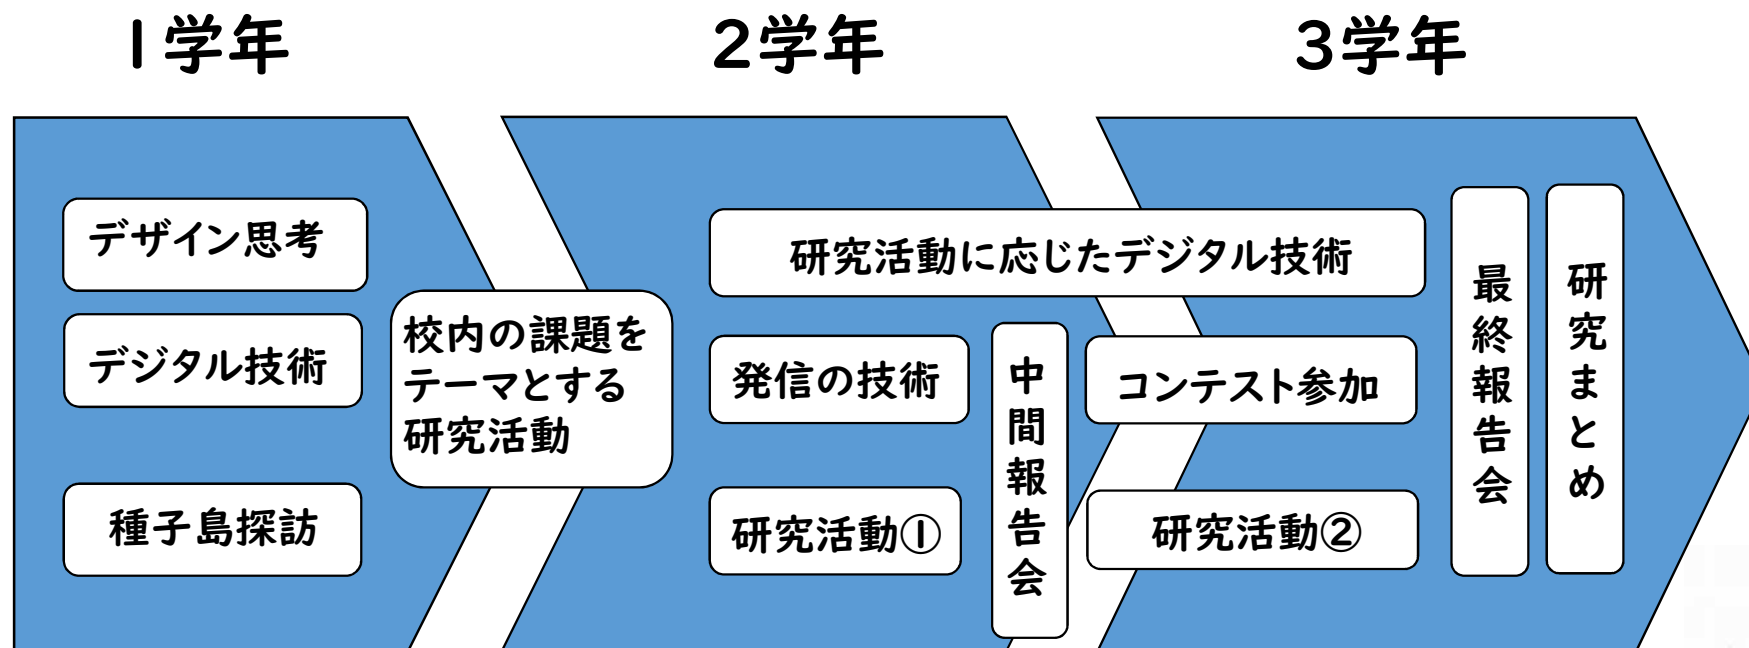 1学年
2学年
3学年
デザイン思考
デジタル技術
種子島探訪
校内の課題を
テーマとする
研究活動
研究活動に応じたデジタル技術
発信の技術
研究活動①
中間報告会
コンテスト参加
研究活動②
最終報告会
研究まとめ